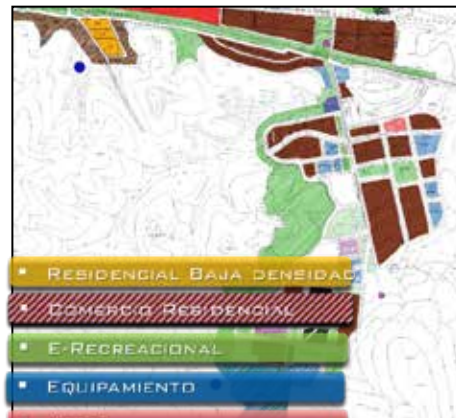 RESIDENCIAL BAJA DENSIDAD
COMERCIO RESIDENCIAL
E-RECREACIONAL
EQUIPAMIENTO